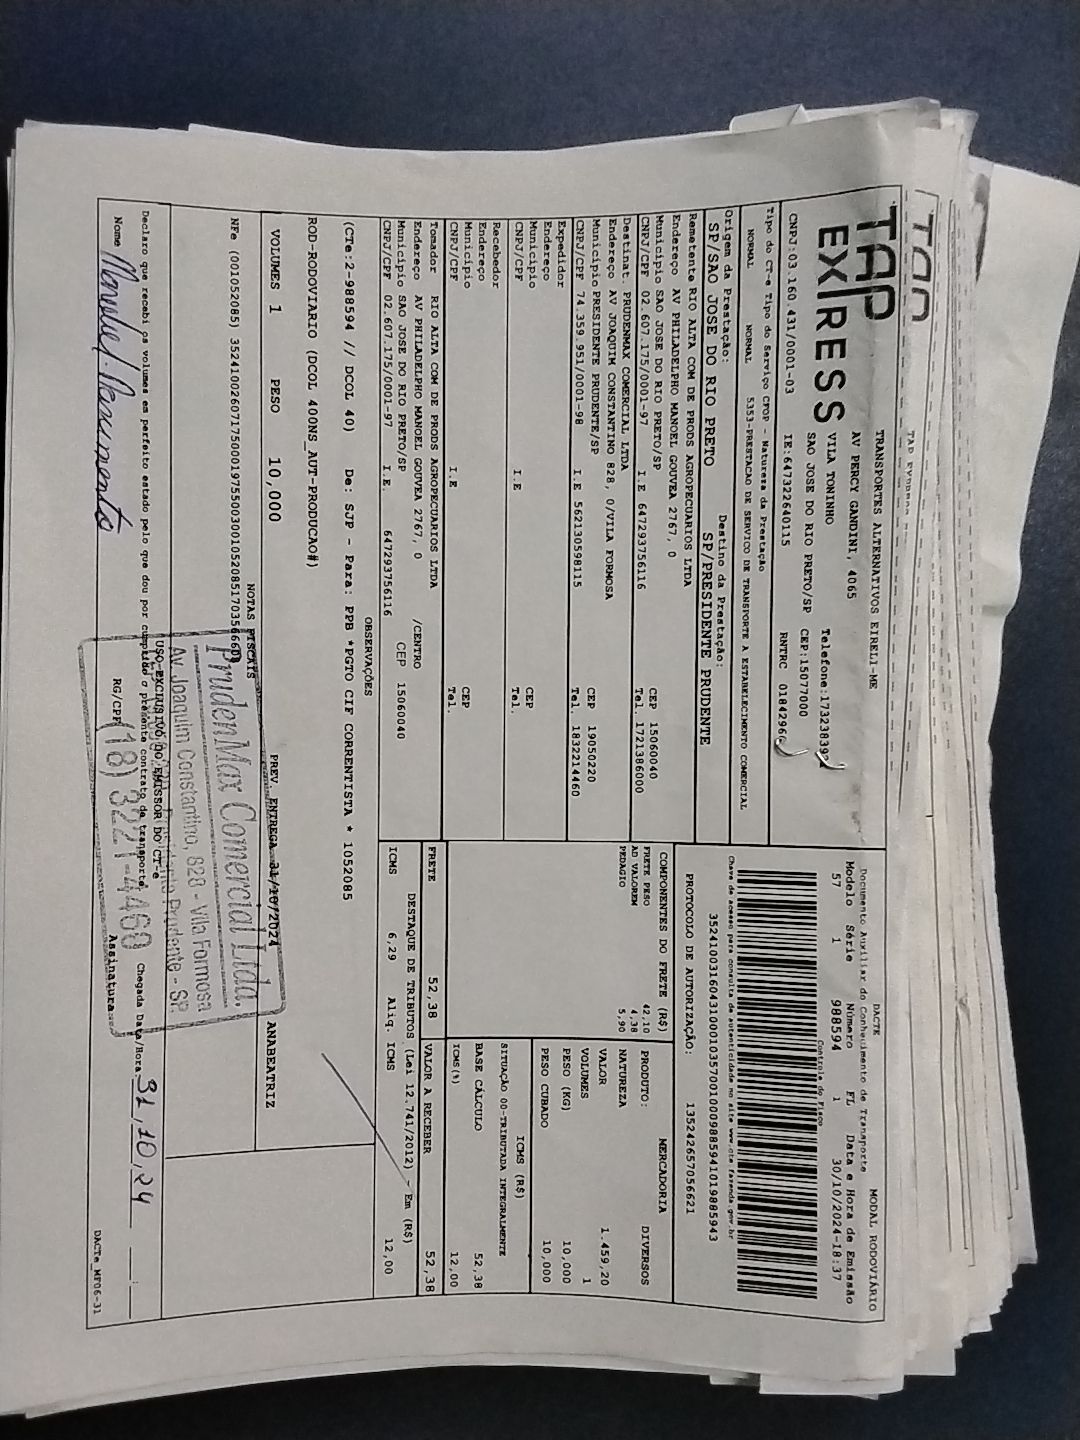 TAP EXPRESS
TRANSPORTES ALTERNATIVOS EIRELI-ME
AV PERCY GANDINI, 4065
VILA TONINHO
SAO JOSE DO RIO PRETO/SP
Telefone:173238392
CEP:15077000
CNPJ:03.160.431/0001-03
IE:647322640115
RNTRC 0184296
DACTE
MODAL RODOVIÁRIO
Documento Auxiliar do Conhecimento de Transporte
Modelo Série Número FL Data e Hora de Emissão
57 1 988594 1 30/10/2024-18:37
Controle do Fisco
Tipo do CT-e Tipo do Serviço CFOP - Natureza da Prestação
NORMAL NORMAL 5353-PRESTACAO DE SERVICO DE TRANSPORTE A ESTABELECIMENTO COMERCIAL
Chave de acesso para consulta de autenticidade no site www.cte.fazenda.gov.br
35241003160431000103570010009885941019885943
PROTOCOLO DE AUTORIZAÇÃO: 135242657056621
Origem da Prestação: Destino da Prestação:
SP/SAO JOSE DO RIO PRETO SP/PRESIDENTE PRUDENTE
Remetente RIO ALTA COM DE PRODS AGROPECUARIOS LTDA
Endereço AV PHILADELPHO MANOEL GOUVEA 2767, 0
Município SAO JOSE DO RIO PRETO/SP CEP 15060040
CNPJ/CPF 02.607.175/0001-97 I.E 647293756116 Tel. 1721386000
Destinat. PRUDENMAX COMERCIAL LTDA
Endereço AV JOAQUIM CONSTANTINO 828, 0/VILA FORMOSA
Município PRESIDENTE PRUDENTE/SP CEP 19050220
CNPJ/CPF 74.359.951/0001-98 I.E 562130598115 Tel. 1832214460
Expedidor
Endereço
Município CEP
CNPJ/CPF I.E Tel.
Recebedor
Endereço
Município CEP
CNPJ/CPF I.E Tel.
Tomador RIO ALTA COM DE PRODS AGROPECUARIOS LTDA
Endereço AV PHILADELPHO MANOEL GOUVEA 2767, 0 /CENTRO
Município SAO JOSE DO RIO PRETO/SP CEP 15060040
CNPJ/CPF 02.607.175/0001-97 I.E. 647293756116
COMPONENTES DO FRETE (R$)
FRETE PESO 42,10
AD VALOREM 4,38
PEDAGIO 5,90
MERCADORIA
PRODUTO: DIVERSOS
NATUREZA
VALOR 1.459,20
VOLUMES 1
PESO (KG) 10,000
PESO CUBADO 10,000
ICMS (R$)
SITUAÇÃO 00-TRIBUTADA INTEGRALMENTE
BASE CÁLCULO 52,38
ICMS(%) 12,00
FRETE 52,38 VALOR A RECEBER 52,38
DESTAQUE DE TRIBUTOS (Lei 12.741/2012) - Em (R$)
ICMS 6,29 Aliq. ICMS 12,00
OBSERVAÇÕES
(CTe:2-988594 // DCOL 40) De: SJP - Para: PPB *PGTO CIF CORRENTISTA * 1052085
ROD-RODOVIARIO (DCOL 400NS_AUT-PRODUCAO#)
VOLUMES 1 PESO 10,000 PREV. ENTREGA 31/10/2024 ANABEATRIZ
NOTAS FISCAIS
USO EXCLUSIVO DO EMISSOR DO CT-e
PrudenMax Comercial Ltda.
Av. Joaquim Constantino, 828 - Vila Formosa
Presidente Prudente - SP.
(18) 3221-4460
Declaro que recebi os volumes em perfeito estado pelo que dou por cumprido o presente contrato de transporte. Chegada Data/Hora 31,10,24
Nome RG/CPF Assinatura
DACTe_MF06-31